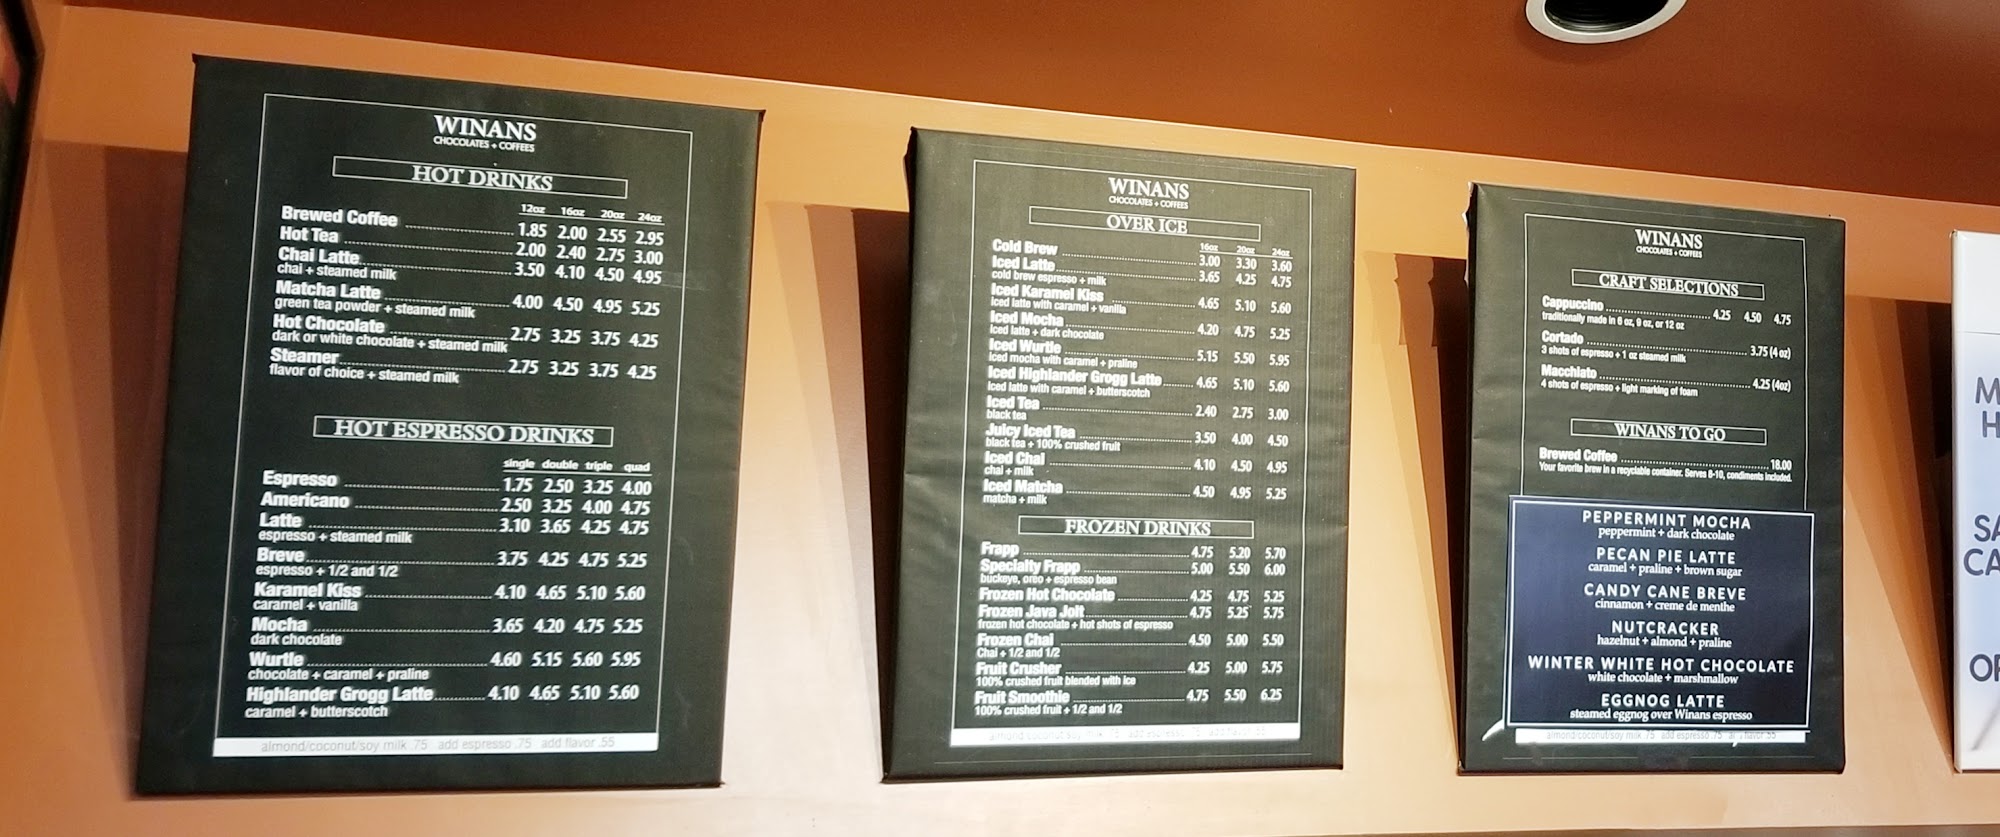 WINANS
CHOCOLATES + COFFEES
HOT DRINKS
12oz 16oz 20oz 24oz
Brewed Coffee 1.85 2.00 2.55 2.95
Hot Tea 2.00 2.40 2.75 3.00
Chai Latte 3.50 4.10 4.50 4.95
chai + steamed milk
Matcha Latte 4.00 4.50 4.95 5.25
green tea powder + steamed milk
Hot Chocolate 2.75 3.25 3.75 4.25
dark or white chocolate + steamed milk
Steamer 2.75 3.25 3.75 4.25
flavor of choice + steamed milk
HOT ESPRESSO DRINKS
single double triple quad
Espresso 1.75 2.50 3.25 4.00
Americano 2.50 3.25 4.00 4.75
Latte 3.10 3.65 4.25 4.75
espresso + steamed milk
Breve 3.75 4.25 4.75 5.25
espresso + 1/2 and 1/2
Karamel Kiss 4.10 4.65 5.10 5.60
caramel + vanilla
Mocha 3.65 4.20 4.75 5.25
dark chocolate
Wurtle 4.60 5.15 5.60 5.95
chocolate + caramel + praline
Highlander Grogg Latte 4.10 4.65 5.10 5.60
caramel + butterscotch
almond/coconut/soy milk .75 add espresso .75 add flavor .55
WINANS
CHOCOLATES + COFFEES
OVER ICE
16oz 20oz 24oz
Cold Brew 3.00 3.30 3.60
Iced Latte 3.65 4.25 4.75
cold brew espresso + milk
Iced Karamel Kiss 4.65 5.10 5.60
iced latte with caramel + vanilla
Iced Mocha 4.20 4.75 5.25
iced latte + dark chocolate
Iced Wurtle 5.15 5.50 5.95
iced mocha with caramel + praline
Iced Highlander Grogg Latte 4.65 5.10 5.60
iced latte with caramel + butterscotch
Iced Tea 2.40 2.75 3.00
black tea
Juicy Iced Tea 3.50 4.00 4.50
black tea + 100% crushed fruit
Iced Chai 4.10 4.50 4.95
chai + milk
Iced Matcha 4.50 4.95 5.25
matcha + milk
FROZEN DRINKS
Frapp 4.75 5.20 5.70
Specialty Frapp 5.00 5.50 6.00
buckeye, oreo + espresso bean
Frozen Hot Chocolate 4.25 4.75 5.25
Frozen Java Jolt 4.75 5.25 5.75
frozen hot chocolate + hot shots of espresso
Frozen Chai 4.50 5.00 5.50
Chai + 1/2 and 1/2
Fruit Crusher 4.25 5.00 5.75
100% crushed fruit blended with ice
Fruit Smoothie 4.75 5.50 6.25
100% crushed fruit + 1/2 and 1/2
almond/coconut/soy milk .75 add espresso .75 add flavor .55
WINANS
CHOCOLATES + COFFEES
CRAFT SELECTIONS
Cappuccino 4.25 4.50 4.75
traditionally made in 6 oz, 9 oz, or 12 oz
Cortado 3.75 (4 oz)
3 shots of espresso + 1 oz steamed milk
Macchiato 4.25 (4oz)
4 shots of espresso + light marking of foam
WINANS TO GO
Brewed Coffee 18.00
Your favorite brew in a recyclable container. Serves 8-10, condiments included.
PEPPERMINT MOCHA
peppermint + dark chocolate
PECAN PIE LATTE
caramel + praline + brown sugar
CANDY CANE BREVE
cinnamon + creme de menthe
NUTCRACKER
hazelnut + almond + praline
WINTER WHITE HOT CHOCOLATE
white chocolate + marshmallow
EGGNOG LATTE
steamed eggnog over Winans espresso
almond/coconut/soy milk .75 add espresso .75 flavor .55